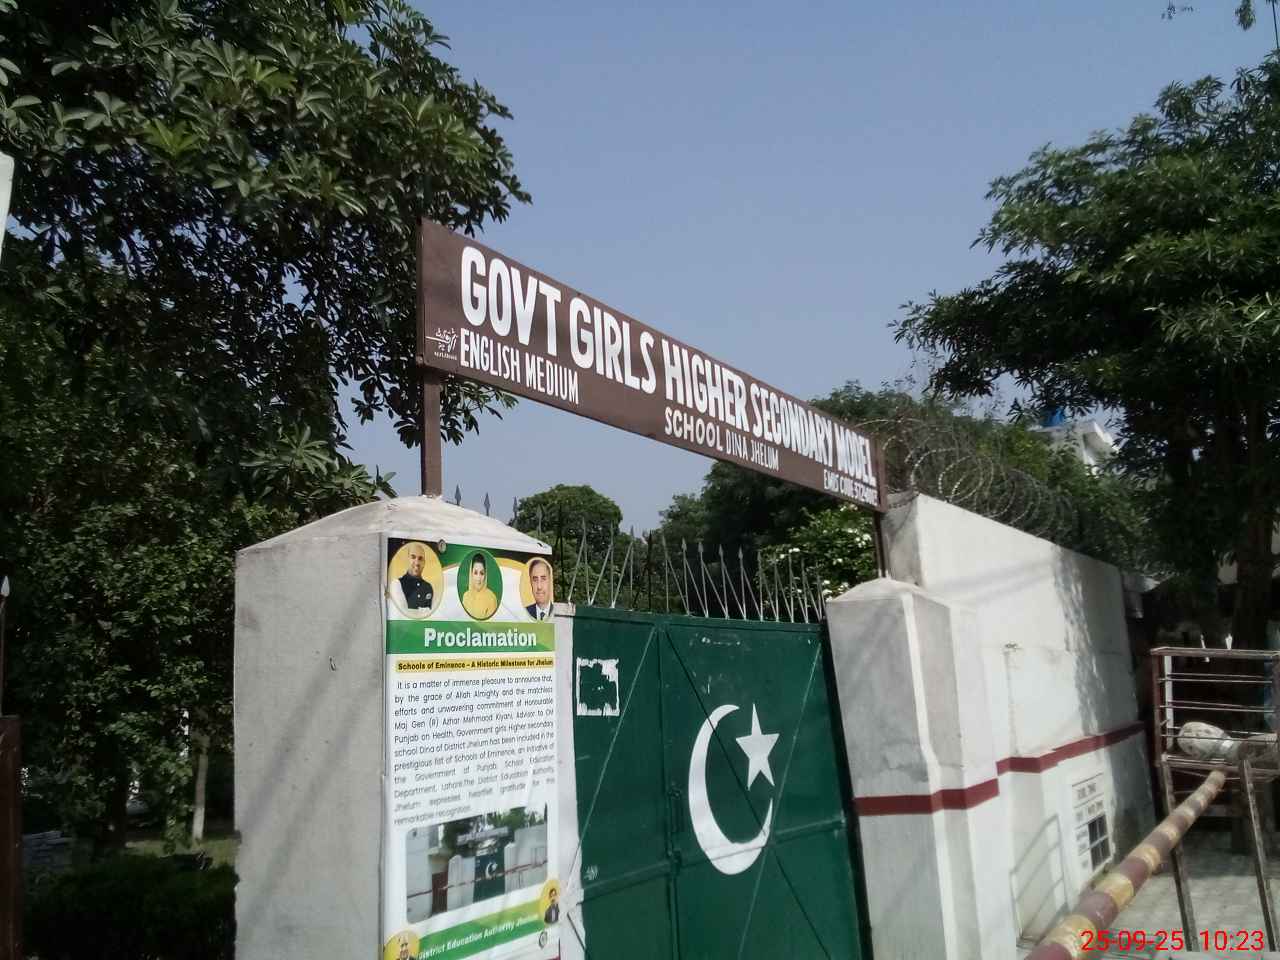 GOVT GIRLS HIGHER SECONDARY MODEL
ENGLISH MEDIUM
SCHOOL DINA JHELUM
EMIS CODE
Proclamation
Schools of Eminence – A Historic Milestone for Jhelum
It is a matter of immense pleasure to announce that,
by the grace of Allah Almighty and the matchless
efforts and unwavering commitment of Honourable
Maj Gen (R) Azhar Mehmood Kiyani, Advisor to CM
Punjab on Health, Government girls Higher secondary
school Dina of District Jhelum has been included in the
prestigious list of Schools of Eminence, an initiative of
the Government of Punjab, School Education
Department, Lahore.The District Education authority,
Jhelum expresses heartfelt gratitude for this
remarkable recognition.
District Education Authority Jhelum
25-09-25 10:23